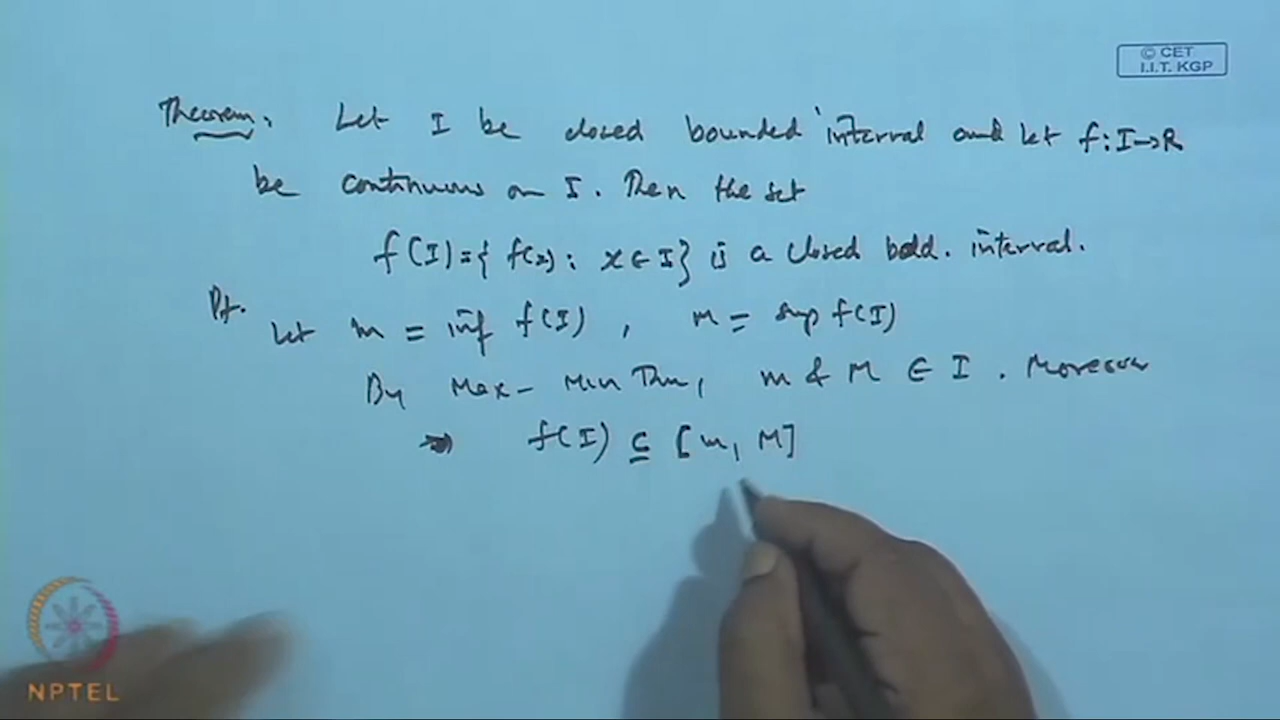 © CET
I.I.T. KGP
Theorem. Let I be closed bounded interval and let f: I→R
be continuous on I. Then the set
f(I) = { f(x): x ∈ I} is a closed bdd. interval.
Pf.
Let m = inf f(I), M = sup f(I)
By Max-Min Thm, m & M ∈ I. Moreover
f(I) ⊆ [m, M]
NPTEL